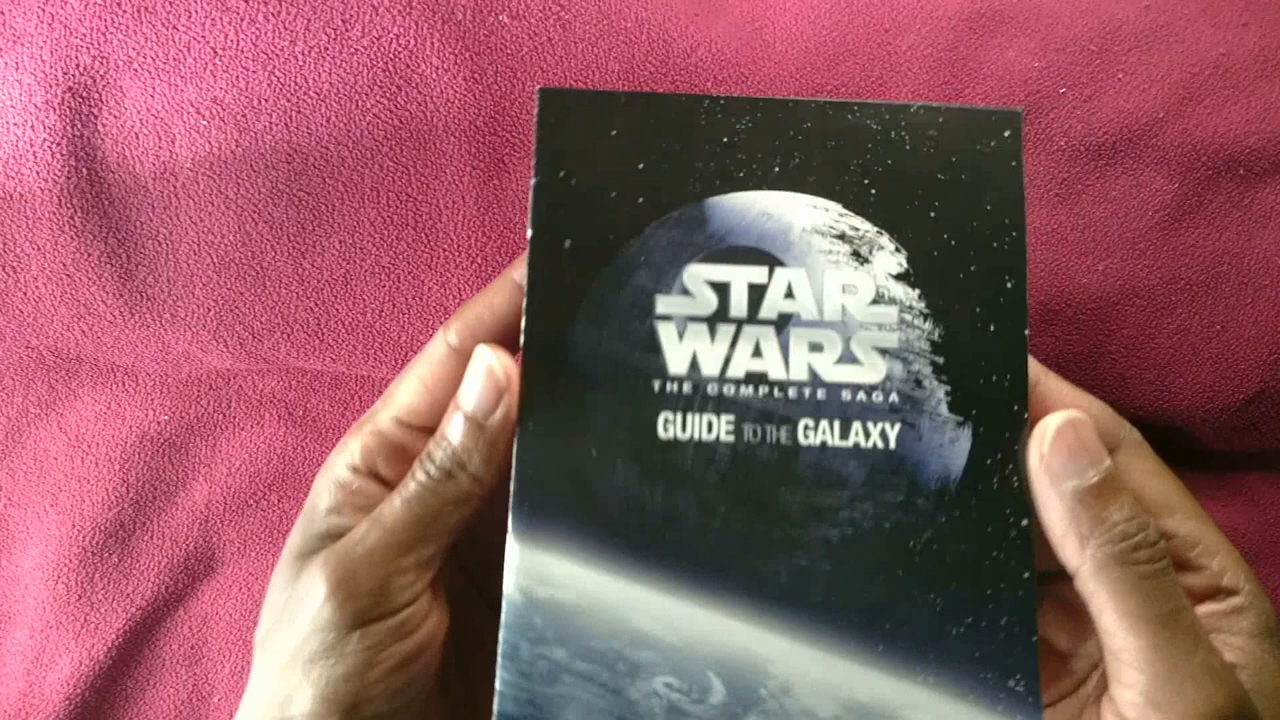 STAR
WARS
THE COMPLETE SAGA
GUIDE TO THE GALAXY